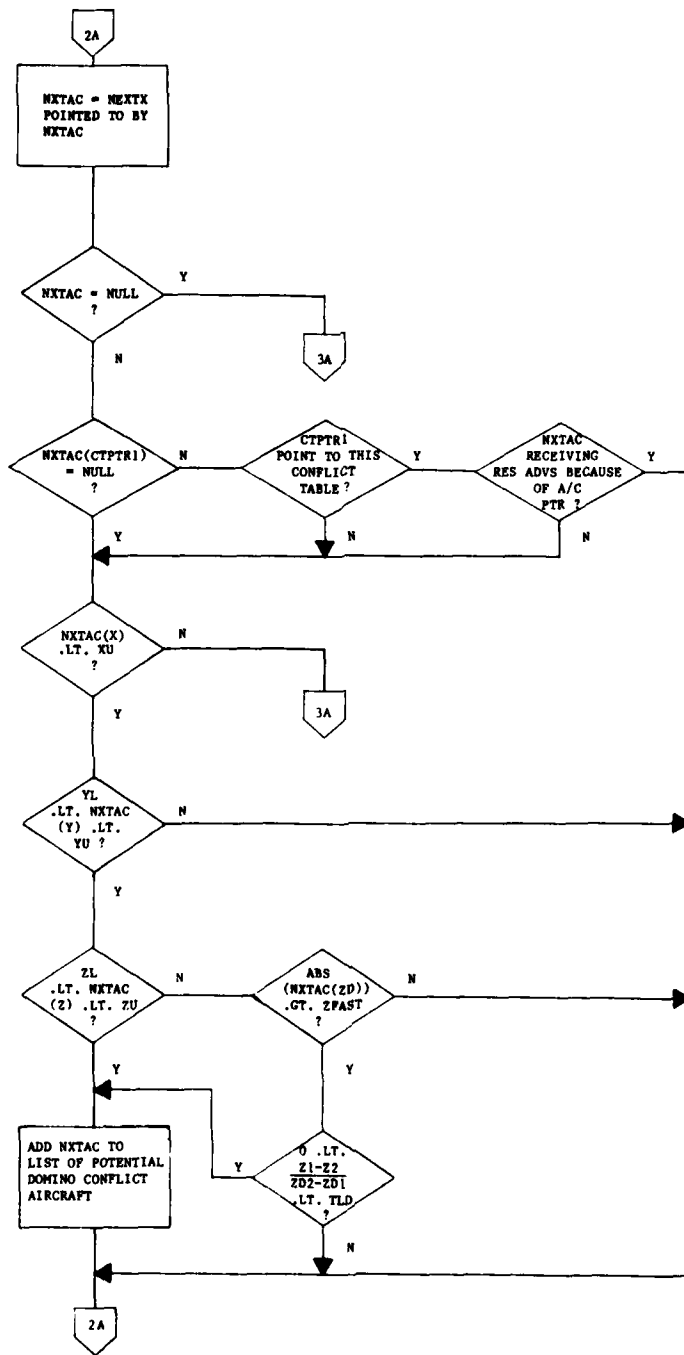 2A
NXTAC = NEXTX
POINTED TO BY
NXTAC
NXTAC = NULL
?
Y
N
3A
NXTAC(CTPTR1)
= NULL
?
N
Y
CTPTR1
POINT TO THIS
CONFLICT
TABLE ?
Y
N
NXTAC
RECEIVING
RES ADVS BECAUSE
OF A/C
PTR ?
Y
N
NXTAC(X)
.LT. XU
?
N
Y
3A
YL
.LT. NXTAC
(Y) .LT.
YU ?
N
Y
ZL
.LT. NXTAC
(Z) .LT. ZU
?
N
Y
ABS
(NXTAC(ZD))
.GT. ZFAST
?
N
Y
ADD NXTAC TO
LIST OF POTENTIAL
DOMINO CONFLICT
AIRCRAFT
0 .LT.
Z1-Z2
ZD2-ZD1
.LT. TLD
?
Y
N
2A